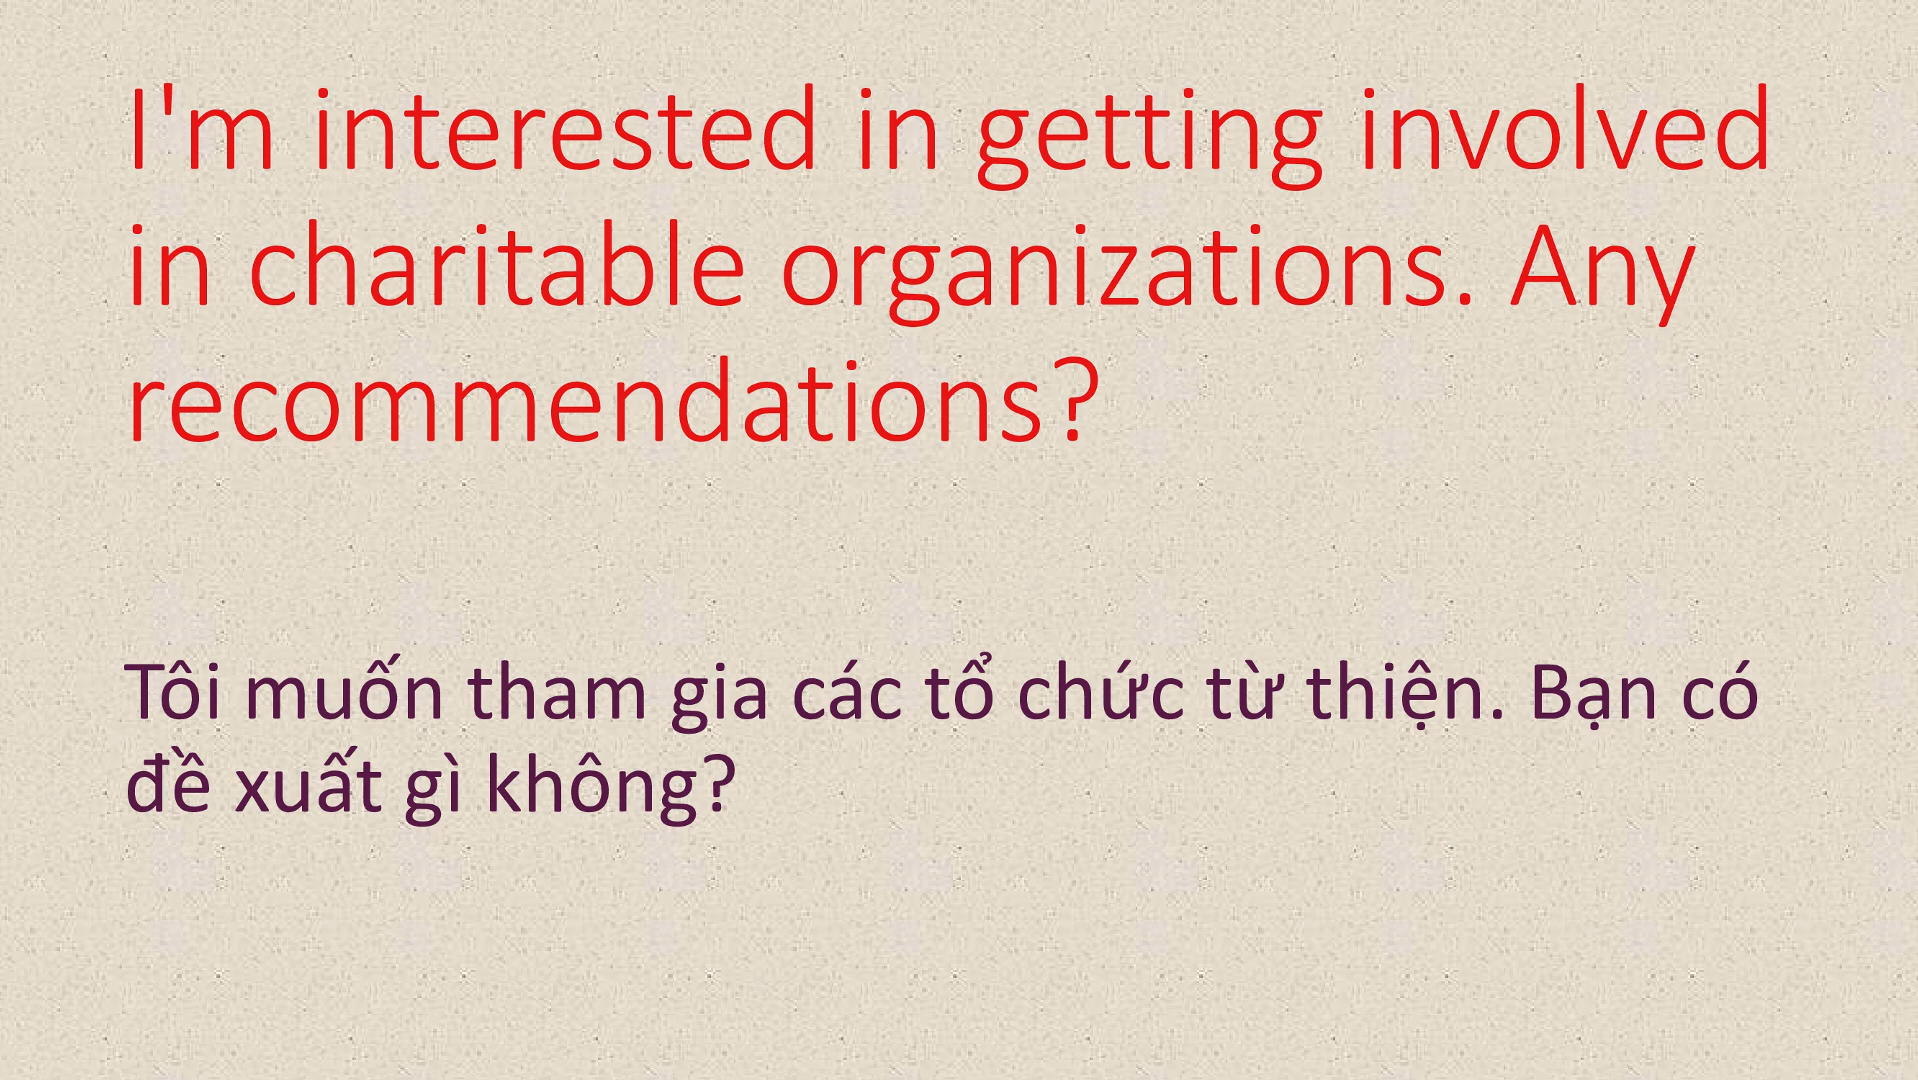 I'm interested in getting involved
in charitable organizations. Any
recommendations?
Tôi muốn tham gia các tổ chức từ thiện. Bạn có
đề xuất gì không?